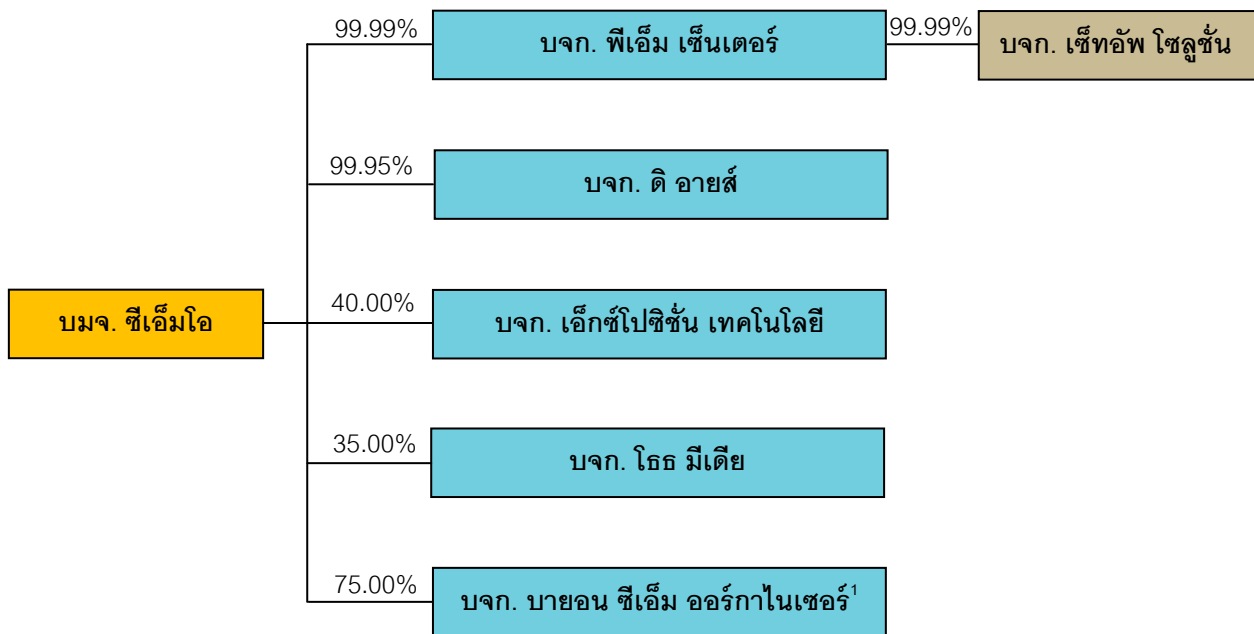 99.99%
บจก. พีเอ็ม เซ็นเตอร์
99.99%
บจก. เซ็ทอัพ โซลูชั่น
99.95%
บจก. ดิ อายส์
บมจ. ซีเอ็มโอ
40.00%
บจก. เอ็กซ์โปซิชั่น เทคโนโลยี
35.00%
บจก. โธธ มีเดีย
75.00%
บจก. บายอน ซีเอ็ม ออร์กาไนเซอร์¹